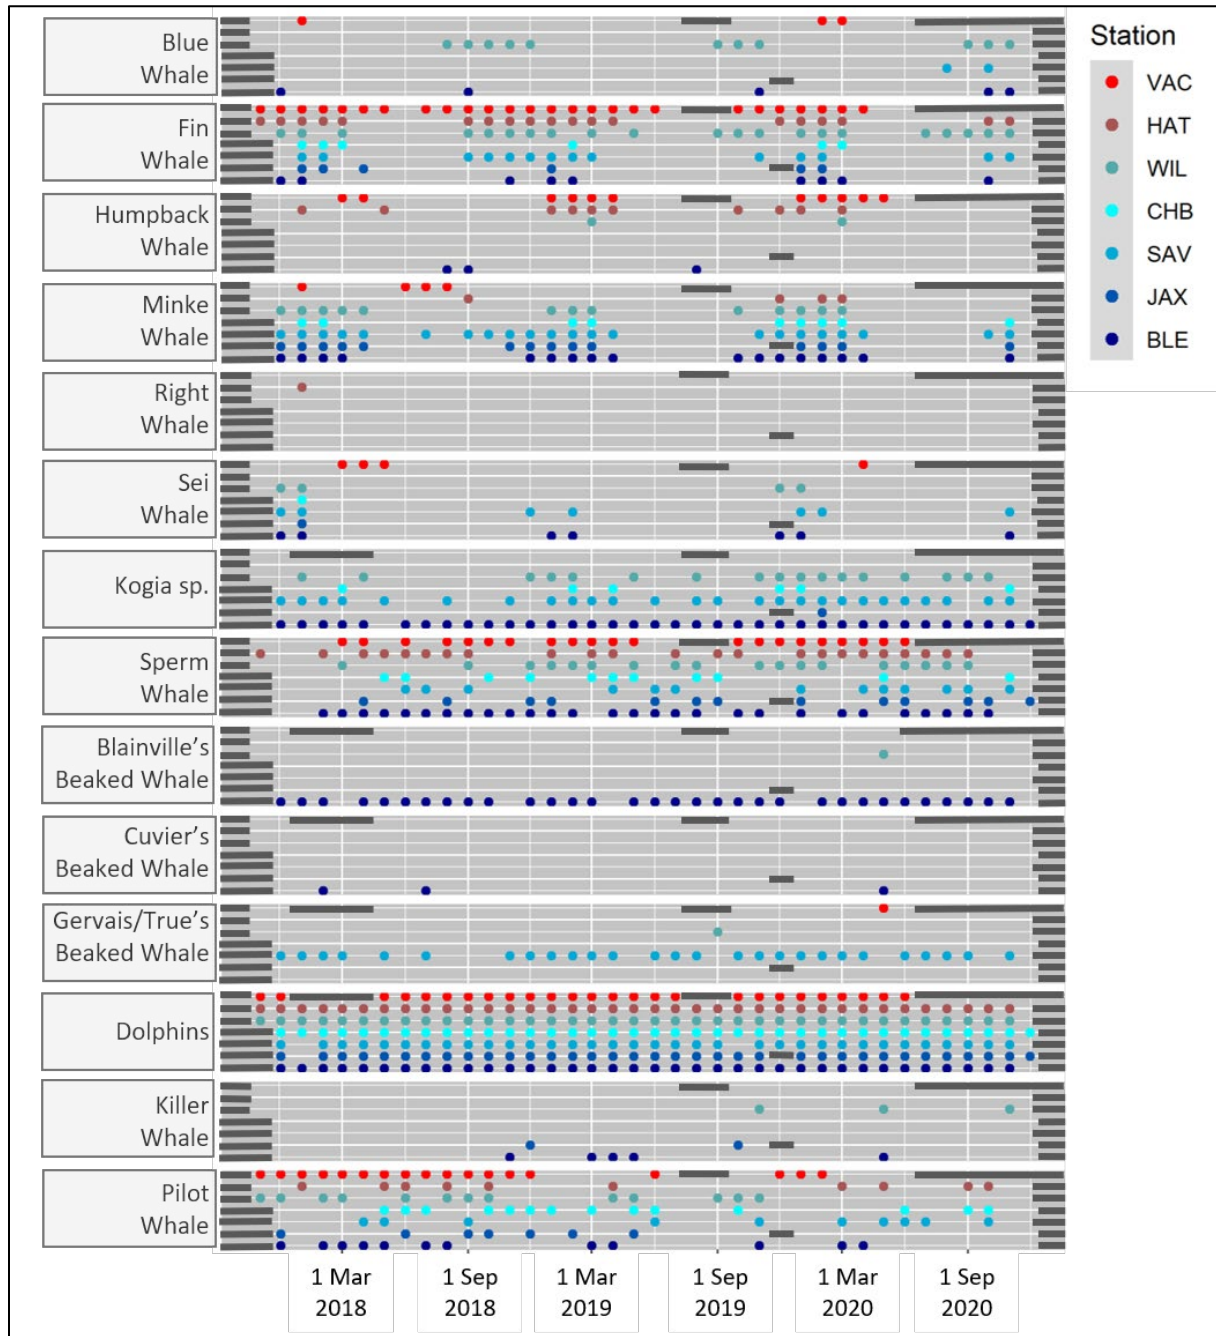 Blue
Whale
Fin
Whale
Humpback
Whale
Minke
Whale
Right
Whale
Sei
Whale
Kogia sp.
Sperm
Whale
Blainville’s
Beaked Whale
Cuvier’s
Beaked Whale
Gervais/True’s
Beaked Whale
Dolphins
Killer
Whale
Pilot
Whale
1 Mar
2018
1 Sep
2018
1 Mar
2019
1 Sep
2019
1 Mar
2020
1 Sep
2020
Station
VAC
HAT
WIL
CHB
SAV
JAX
BLE